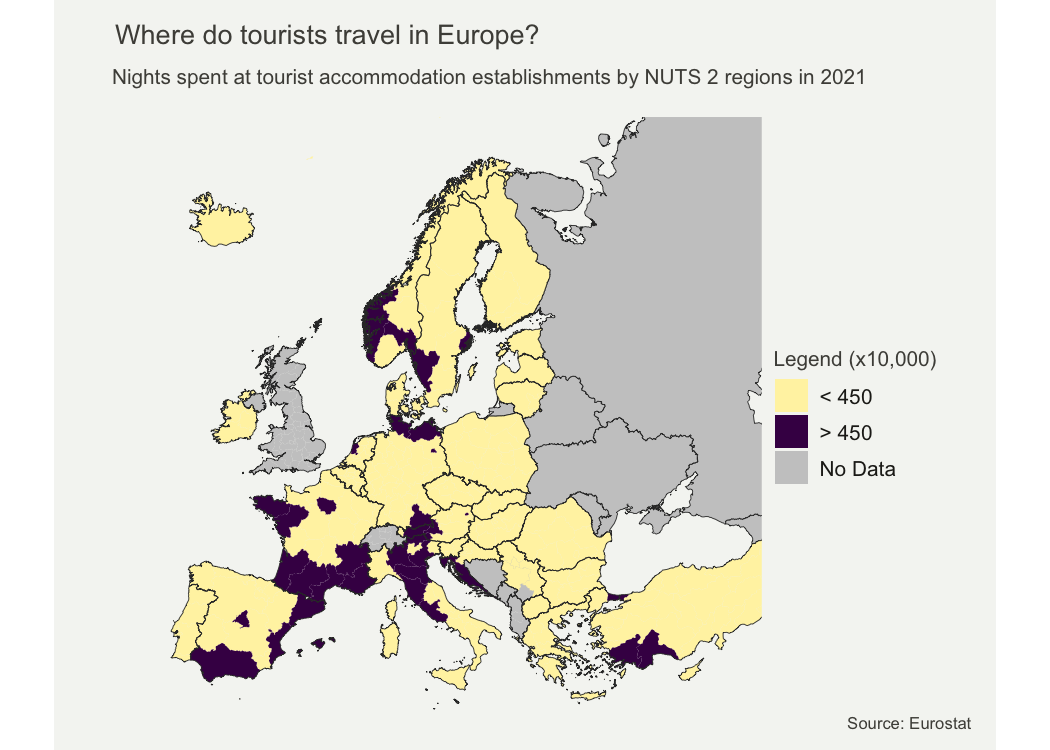 Where do tourists travel in Europe?
Nights spent at tourist accommodation establishments by NUTS 2 regions in 2021
Legend (x10,000)
< 450
> 450
No Data
Source: Eurostat